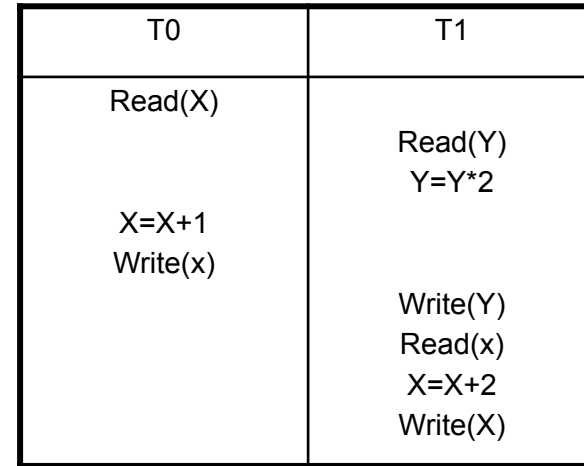 T0 T1
Read(X)
Read(Y)
Y=Y*2
X=X+1
Write(x)
Write(Y)
Read(x)
X=X+2
Write(X)